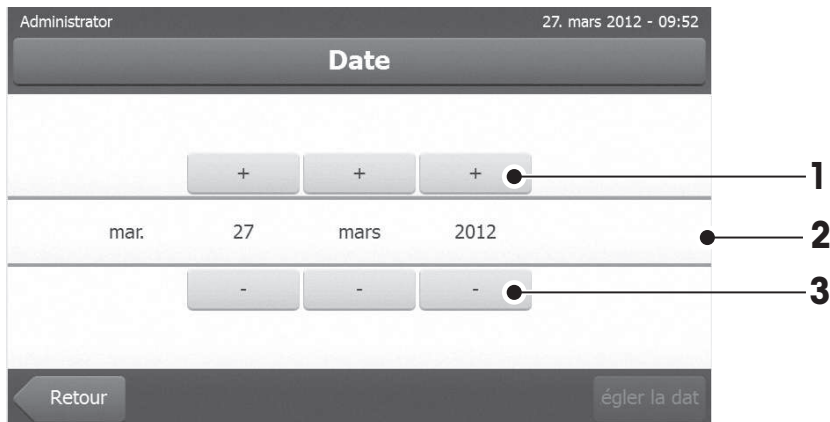 Administrator 27. mars 2012 - 09:52
Date
+ + + 1
mar. 27 mars 2012 2
- - - 3
Retour égler la dat